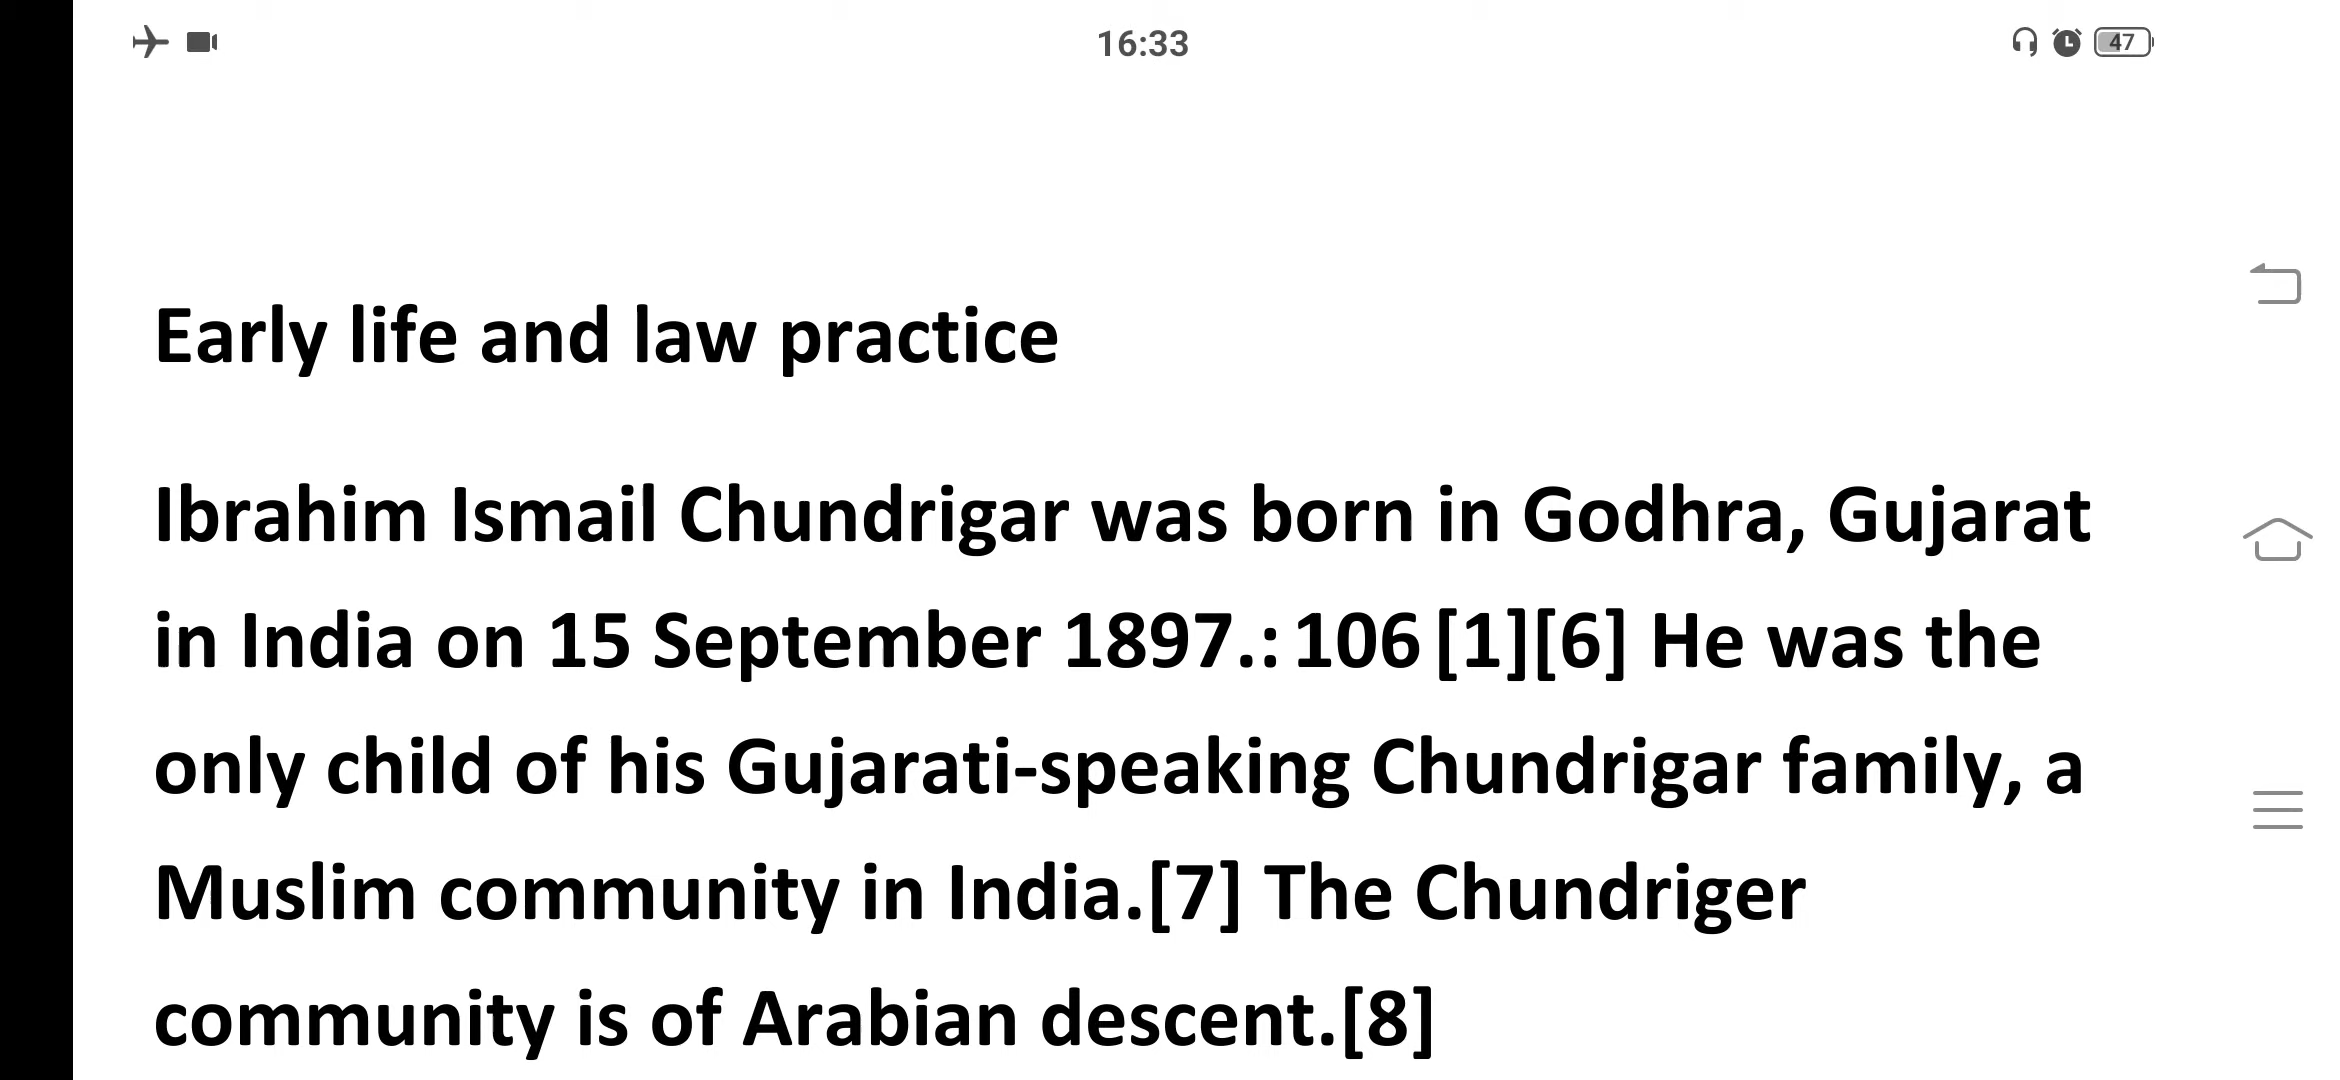 16:33
47
Early life and law practice
Ibrahim Ismail Chundrigar was born in Godhra, Gujarat
in India on 15 September 1897.: 106 [1][6] He was the
only child of his Gujarati-speaking Chundrigar family, a
Muslim community in India.[7] The Chundriger
community is of Arabian descent.[8]